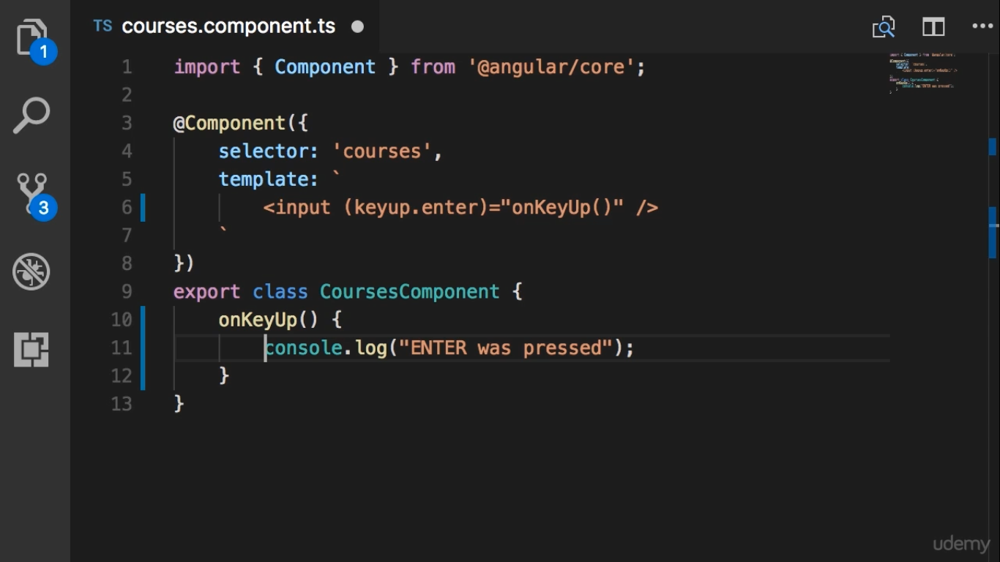 TS courses.component.ts
1
3
1 import { Component } from '@angular/core';
2
3 @Component({
4 selector: 'courses',
5 template: `
6 <input (keyup.enter)="onKeyUp()" />
7 `
8 })
9 export class CoursesComponent {
10 onKeyUp() {
11 console.log("ENTER was pressed");
12 }
13 }
udemy